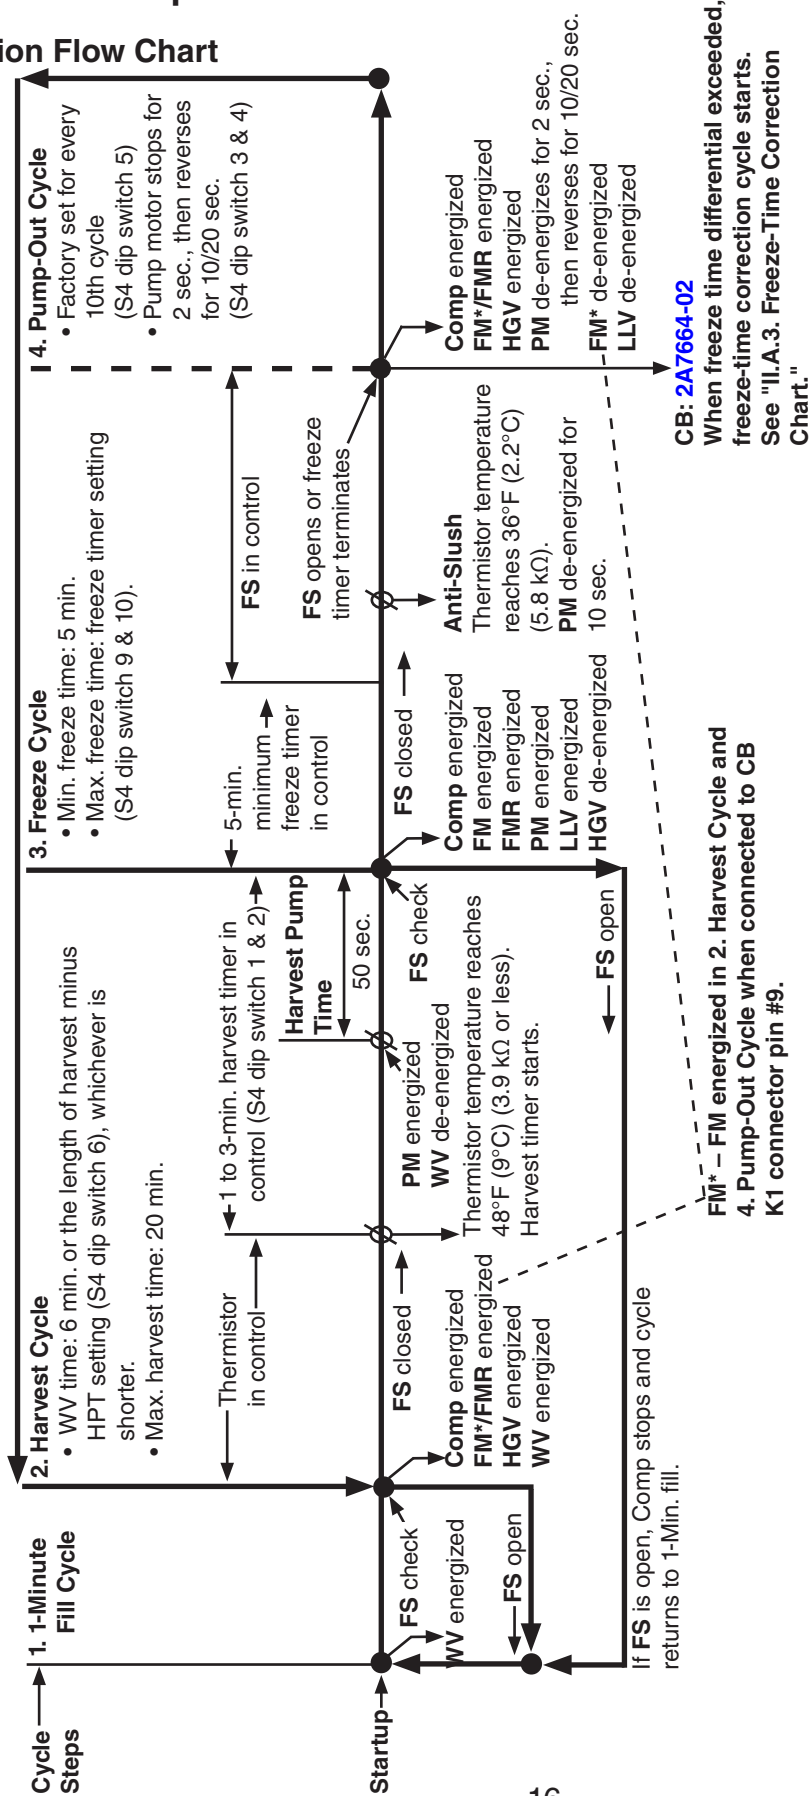 ion Flow Chart
Cycle
Steps
1. 1-Minute
Fill Cycle
2. Harvest Cycle
• WV time: 6 min. or the length of harvest minus
HPT setting (S4 dip switch 6), whichever is
shorter.
• Max. harvest time: 20 min.
3. Freeze Cycle
• Min. freeze time: 5 min.
• Max. freeze time: freeze timer setting
(S4 dip switch 9 & 10).
4. Pump-Out Cycle
• Factory set for every
10th cycle
(S4 dip switch 5)
• Pump motor stops for
2 sec., then reverses
for 10/20 sec.
(S4 dip switch 3 & 4)
Thermistor
in control
1 to 3-min. harvest timer in
control (S4 dip switch 1 & 2)
Harvest Pump
Time
50 sec.
5-min.
minimum
freeze timer
in control
FS in control
FS opens or freeze
timer terminates
Startup
FS check
WV energized
FS open
FS closed
Comp energized
FM*/FMR energized
HGV energized
WV energized
PM energized
WV de-energized
Thermistor temperature reaches
48°F (9°C) (3.9 kΩ or less).
Harvest timer starts.
FS check
FS open
FS closed
Comp energized
FM energized
FMR energized
PM energized
LLV energized
HGV de-energized
Anti-Slush
Thermistor temperature
reaches 36°F (2.2°C)
(5.8 kΩ).
PM de-energized for
10 sec.
Comp energized
FM*/FMR energized
HGV energized
PM de-energizes for 2 sec.,
then reverses for 10/20 sec.
FM* de-energized
LLV de-energized
If FS is open, Comp stops and cycle
returns to 1-Min. fill.
FM* – FM energized in 2. Harvest Cycle and
4. Pump-Out Cycle when connected to CB
K1 connector pin #9.
CB: 2A7664-02
When freeze time differential exceeded,
freeze-time correction cycle starts.
See "II.A.3. Freeze-Time Correction
Chart."